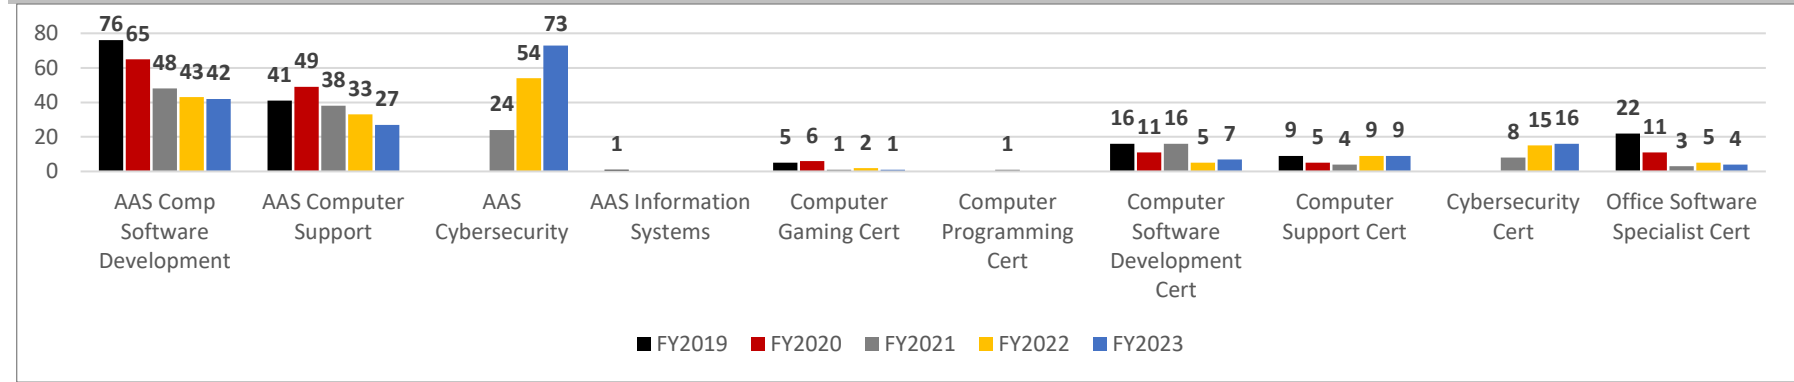 80
60
40
20
0
76 65 48 43 42
41 49 38 33 27
24 54 73
1
5 6 1 2 1
1
16 11 16 5 7
9 5 4 9 9
8 15 16
22 11 3 5 4
AAS Comp
Software
Development
AAS Computer
Support
AAS
Cybersecurity
AAS Information
Systems
Computer
Gaming Cert
Computer
Programming
Cert
Computer
Software
Development
Cert
Computer
Support Cert
Cybersecurity
Cert
Office Software
Specialist Cert
FY2019 FY2020 FY2021 FY2022 FY2023